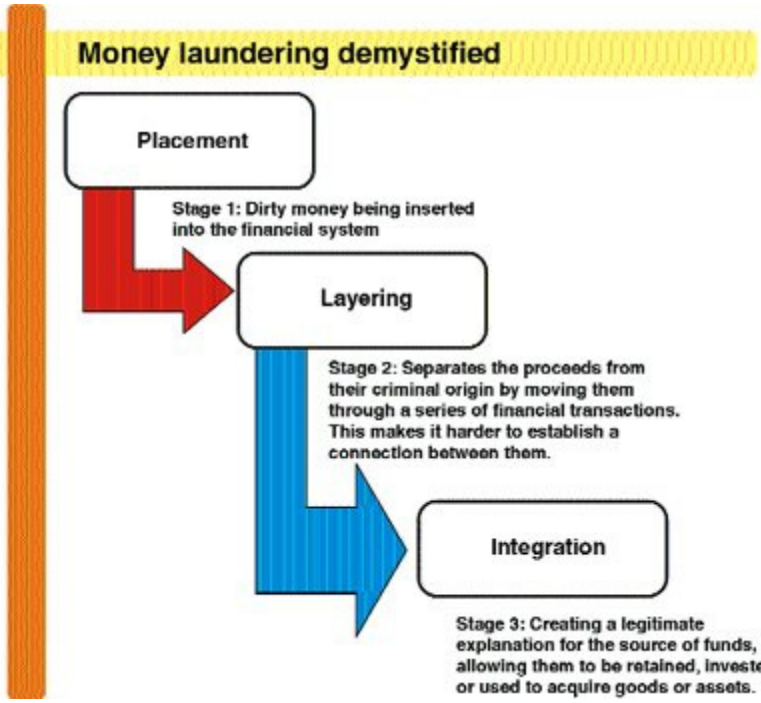 Money laundering demystified
Placement
Stage 1: Dirty money being inserted
into the financial system
Layering
Stage 2: Separates the proceeds from
their criminal origin by moving them
through a series of financial transactions.
This makes it harder to establish a
connection between them.
Integration
Stage 3: Creating a legitimate
explanation for the source of funds,
allowing them to be retained, investe
or used to acquire goods or assets.